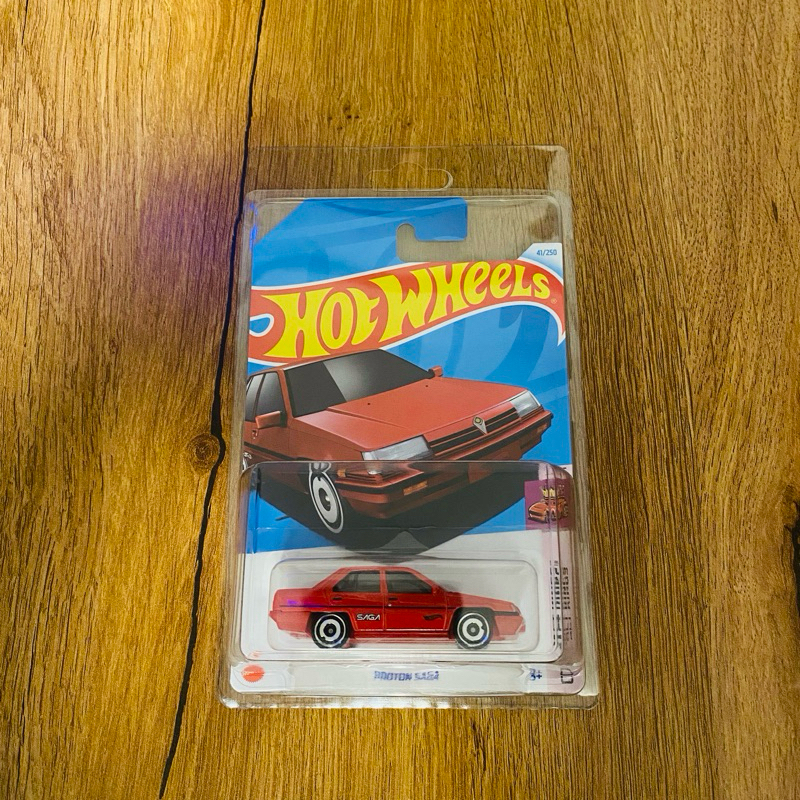 41/250
HOT WHEELS
SAGA
PROTON SAGA
3+